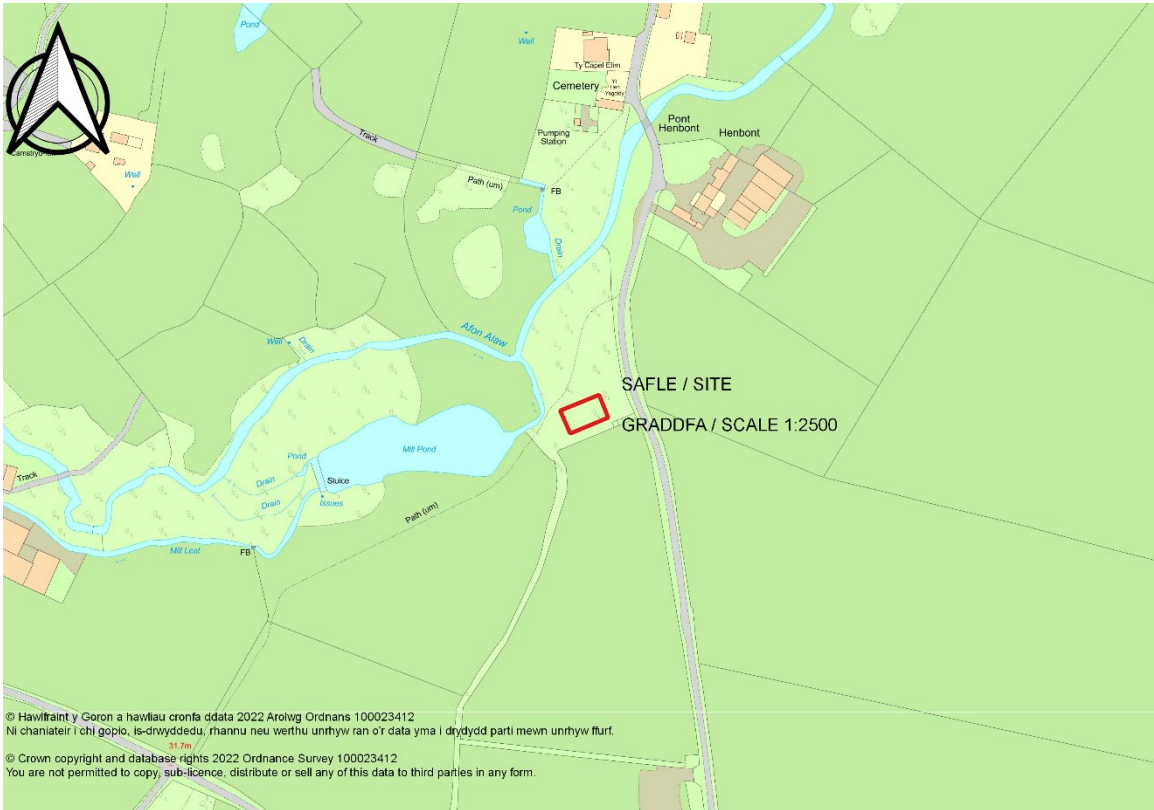 Pond
Well
Ty Capel Elim
Cemetery
Yr
Hen
Ysgoldy
Pumping
Station
Pont
Henbont
Henbont
Track
Path (um)
FB
Well
Pond
Drain
Afon Alaw
Well
Drain
SAFLE / SITE
GRADDFA / SCALE 1:2500
Mill Pond
Pond
Sluice
Drain
Drain
Issues
Track
Path (um)
Mill Leat
FB
© Hawlfraint y Goron a hawliau cronfa ddata 2022 Arolwg Ordnans 100023412
Ni chaniateir i chi gopio, is-drwyddedu, rhannu neu werthu unrhyw ran o'r data yma i drydydd parti mewn unrhyw ffurf.
31.7m
© Crown copyright and database rights 2022 Ordnance Survey 100023412
You are not permitted to copy, sub-licence, distribute or sell any of this data to third parties in any form.